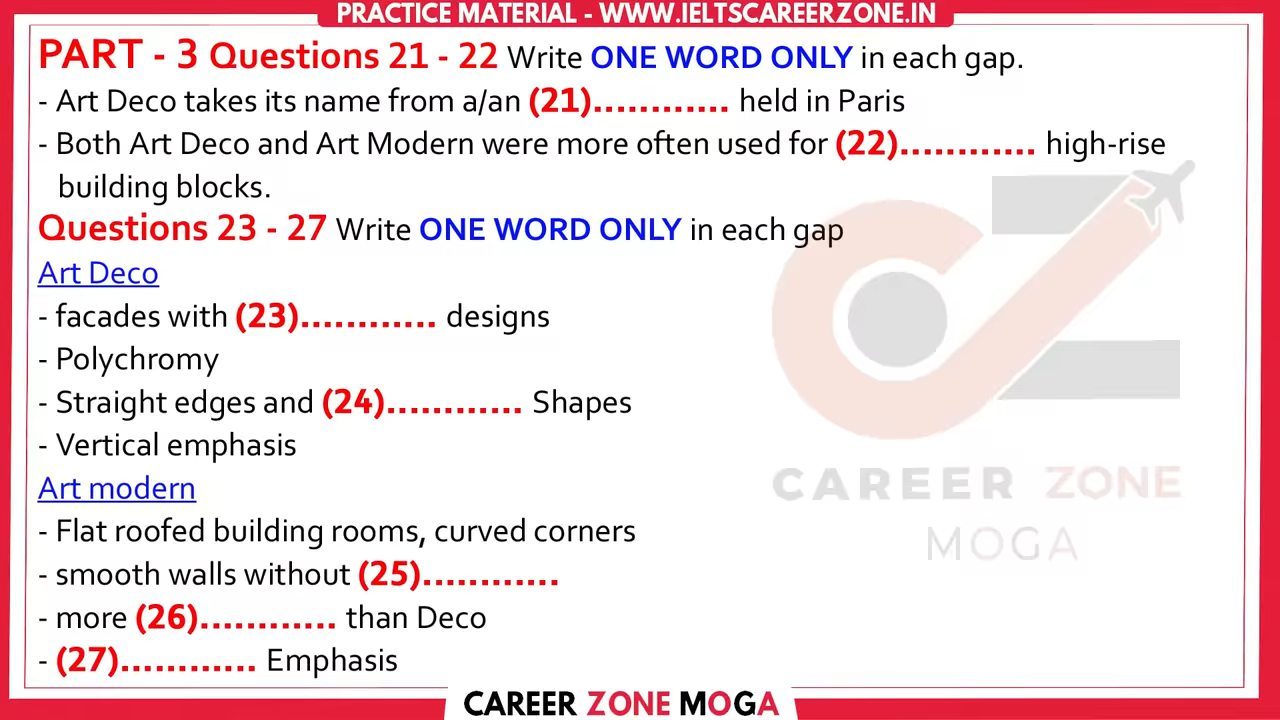 PRACTICE MATERIAL - WWW.IELTSCAREERZONE.IN
PART - 3 Questions 21 - 22 Write ONE WORD ONLY in each gap.
- Art Deco takes its name from a/an (21)............ held in Paris
- Both Art Deco and Art Modern were more often used for (22)............ high-rise
building blocks.
Questions 23 - 27 Write ONE WORD ONLY in each gap
Art Deco
- facades with (23)............ designs
- Polychromy
- Straight edges and (24)............ Shapes
- Vertical emphasis
Art modern
- Flat roofed building rooms, curved corners
- smooth walls without (25)............
- more (26)............ than Deco
- (27)............ Emphasis
CAREER ZONE
MOGA
CAREER ZONE MOGA